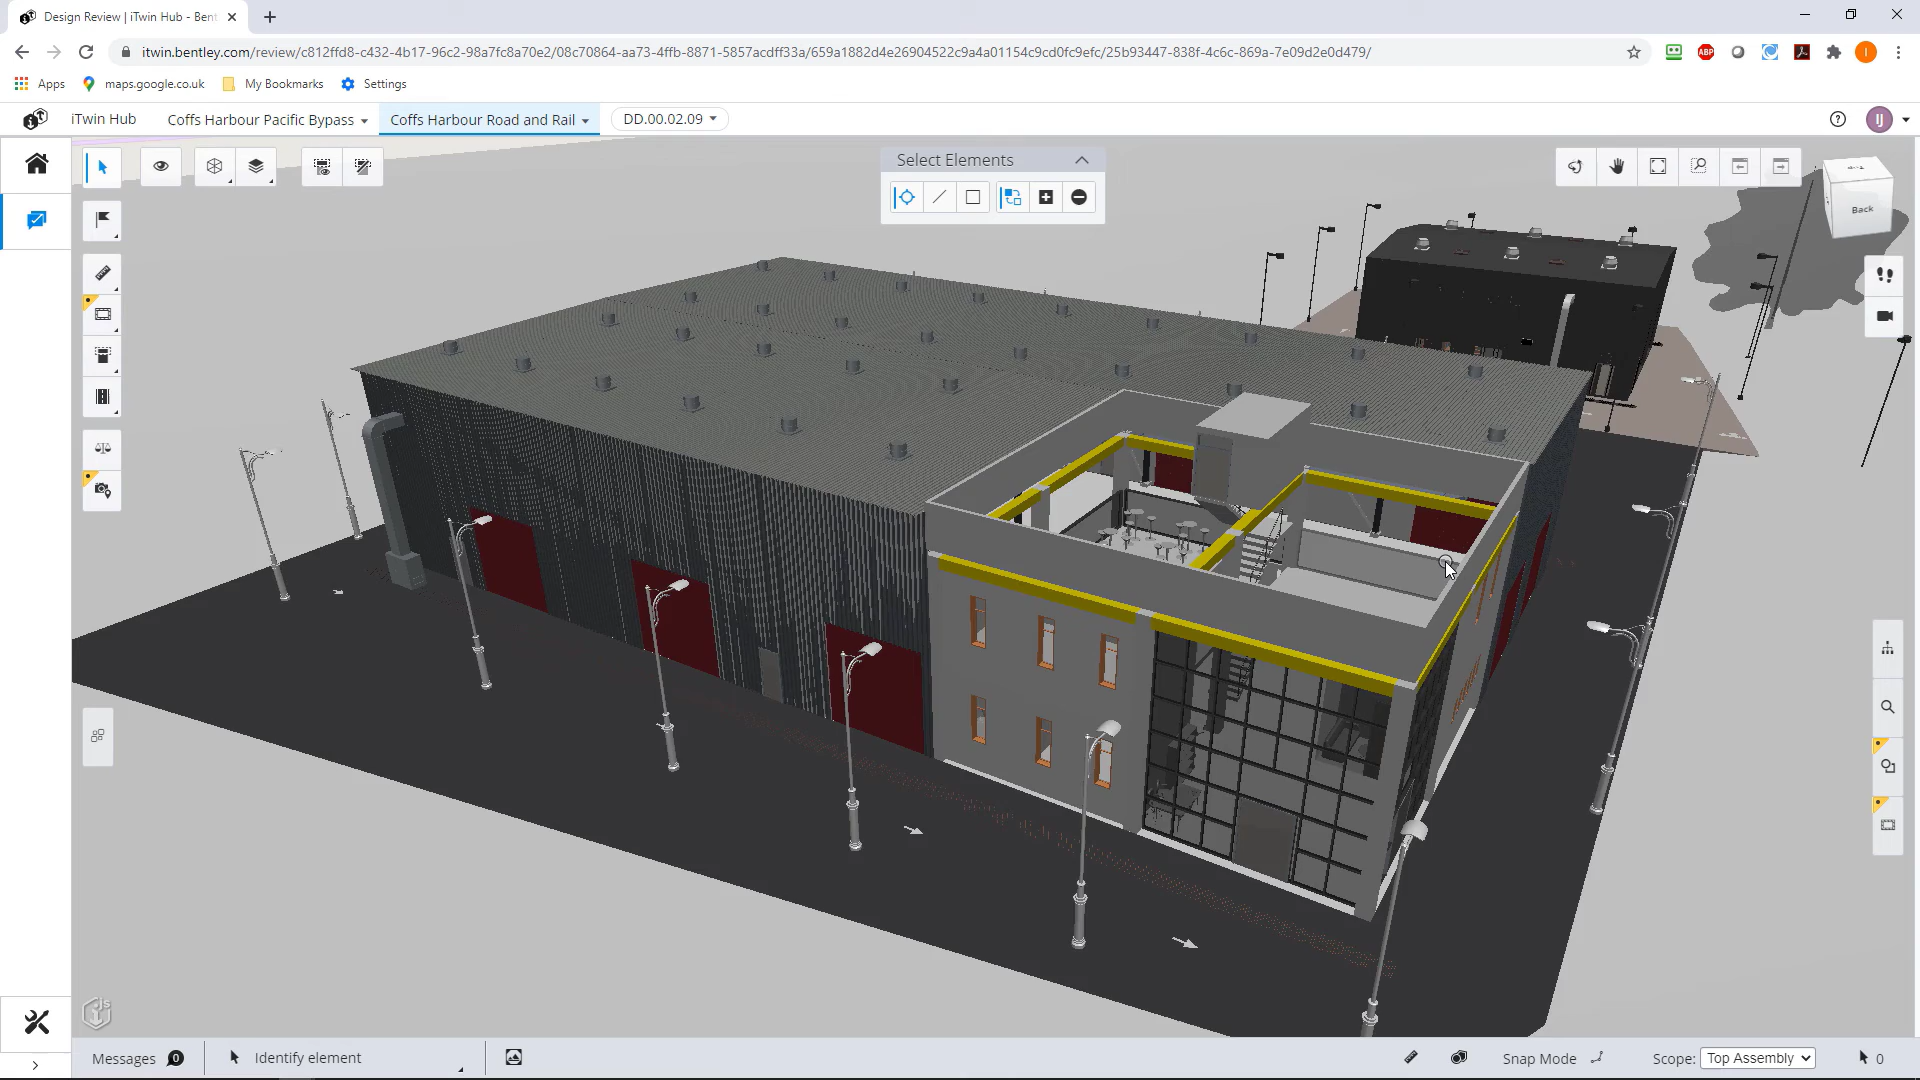 Design Review | iTwin Hub - Bent
itwin.bentley.com/review/c812ffd8-c432-4b17-96c2-98a7fc8a70e2/08c70864-aa73-4ffb-8871-5857acdff33a/659a1882d4e26904522c9a4a01154c9cd0fc9efc/25b93447-838f-4c6c-869a-7e09d2e0d479/
ABP
I
Apps
maps.google.co.uk
My Bookmarks
Settings
iTwin Hub
Coffs Harbour Pacific Bypass
Coffs Harbour Road and Rail
DD.00.02.09
IJ
Select Elements
Back
JS
Messages 0
Identify element
Snap Mode
Scope: Top Assembly
0